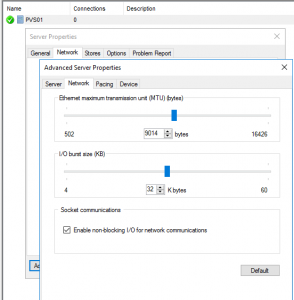 Name Connections Description
PVS01 0
Server Properties
General Network Stores Options Problem Report
Advanced Server Properties
Server Network Pacing Device
Ethernet maximum transmission unit (MTU) (bytes)
502 9014 bytes 16426
I/O burst size (KB)
4 32 K bytes 60
Socket communications
Enable non-blocking I/O for network communications
Default